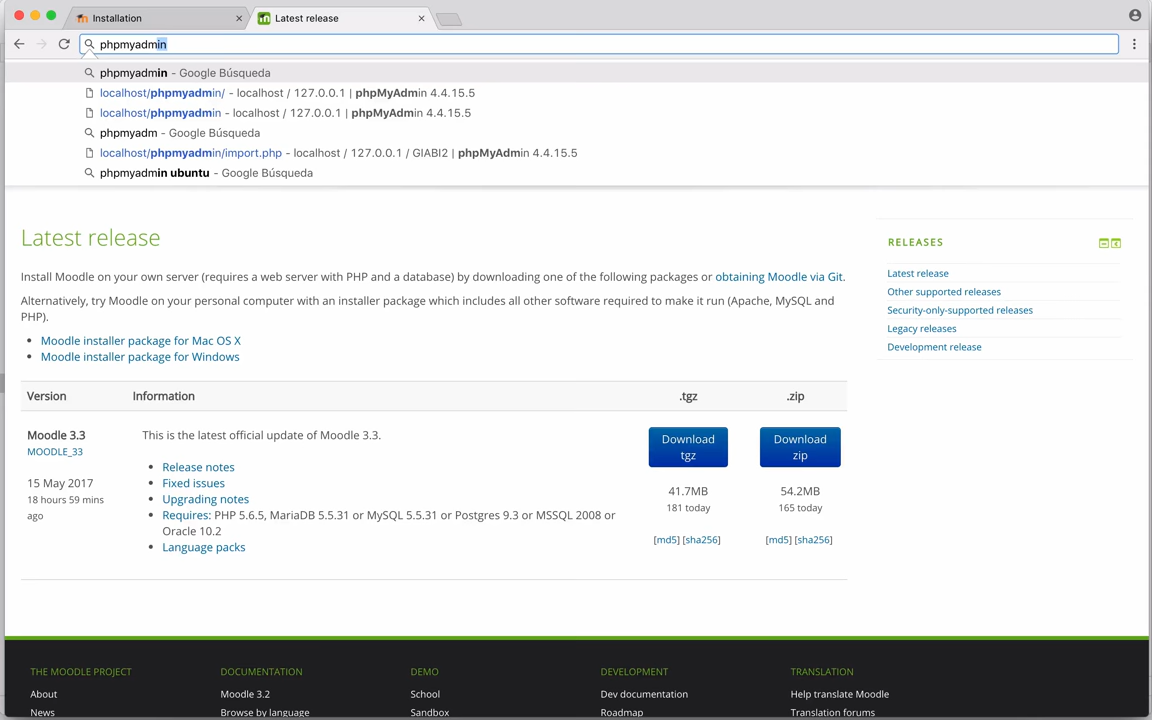 Installation
Latest release
phpmyadmin
phpmyadmin - Google Búsqueda
localhost/phpmyadmin/ - localhost / 127.0.0.1 | phpMyAdmin 4.4.15.5
localhost/phpmyadmin - localhost / 127.0.0.1 | phpMyAdmin 4.4.15.5
phpmyadm - Google Búsqueda
localhost/phpmyadmin/import.php - localhost / 127.0.0.1 / GIABI2 | phpMyAdmin 4.4.15.5
phpmyadmin ubuntu - Google Búsqueda
Latest release
Install Moodle on your own server (requires a web server with PHP and a database) by downloading one of the following packages or obtaining Moodle via Git.
Alternatively, try Moodle on your personal computer with an installer package which includes all other software required to make it run (Apache, MySQL and
PHP).
• Moodle installer package for Mac OS X
• Moodle installer package for Windows
Version Information .tgz .zip
Moodle 3.3
MOODLE_33
15 May 2017
18 hours 59 mins
ago
This is the latest official update of Moodle 3.3.
• Release notes
• Fixed issues
• Upgrading notes
• Requires: PHP 5.6.5, MariaDB 5.5.31 or MySQL 5.5.31 or Postgres 9.3 or MSSQL 2008 or
Oracle 10.2
• Language packs
Download
tgz
41.7MB
181 today
[md5] [sha256]
Download
zip
54.2MB
165 today
[md5] [sha256]
RELEASES
Latest release
Other supported releases
Security-only-supported releases
Legacy releases
Development release
THE MOODLE PROJECT
About
News
DOCUMENTATION
Moodle 3.2
Browse by language
DEMO
School
Sandbox
DEVELOPMENT
Dev documentation
Roadmap
TRANSLATION
Help translate Moodle
Translation forums